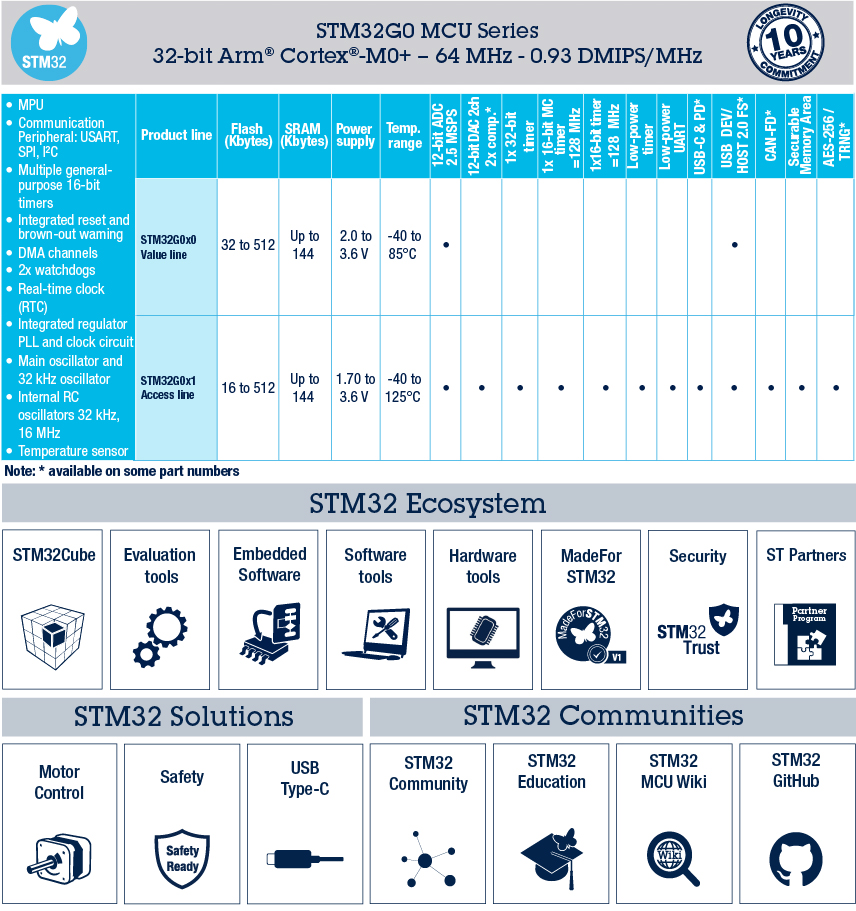 STM32
STM32G0 MCU Series
32-bit Arm® Cortex®-M0+ – 64 MHz - 0.93 DMIPS/MHz
LONGEVITY
10
YEARS
COMMITMENT
• MPU
• Communication
Peripheral: USART,
SPI, I²C
• Multiple general-
purpose 16-bit
timers
• Integrated reset and
brown-out warning
• DMA channels
• 2x watchdogs
• Real-time clock
(RTC)
• Integrated regulator
PLL and clock circuit
• Main oscillator and
32 kHz oscillator
• Internal RC
oscillators 32 kHz,
16 MHz
• Temperature sensor
Product line
Flash
(Kbytes)
SRAM
(Kbytes)
Power
supply
Temp.
range
12-bit ADC
2.5 MSPS
12-bit DAC 2ch
2x comp.*
1x 32-bit
timer
1x 16-bit MC
timer
=128 MHz
1x16-bit timer
=128 MHz
Low-power
timer
Low-power
UART
USB-C & PD*
USB DEV/
HOST 2.0 FS*
CAN-FD*
Securable
Memory Area
AES-266 /
TRNG*
STM32G0x0
Value line
32 to 512
Up to
144
2.0 to
3.6 V
-40 to
85°C
•
•
STM32G0x1
Access line
16 to 512
Up to
144
1.70 to
3.6 V
-40 to
125°C
•
•
•
•
•
•
•
•
•
•
•
•
Note: * available on some part numbers
STM32 Ecosystem
STM32Cube
Evaluation
tools
Embedded
Software
Software
tools
Hardware
tools
MadeFor
STM32
MadeForSTM32
V1
Security
STM32
Trust
ST Partners
Partner
Program
STM32 Solutions
Motor
Control
Safety
Safety
Ready
USB
Type-C
STM32 Communities
STM32
Community
STM32
Education
STM32
MCU Wiki
Wiki
STM32
GitHub